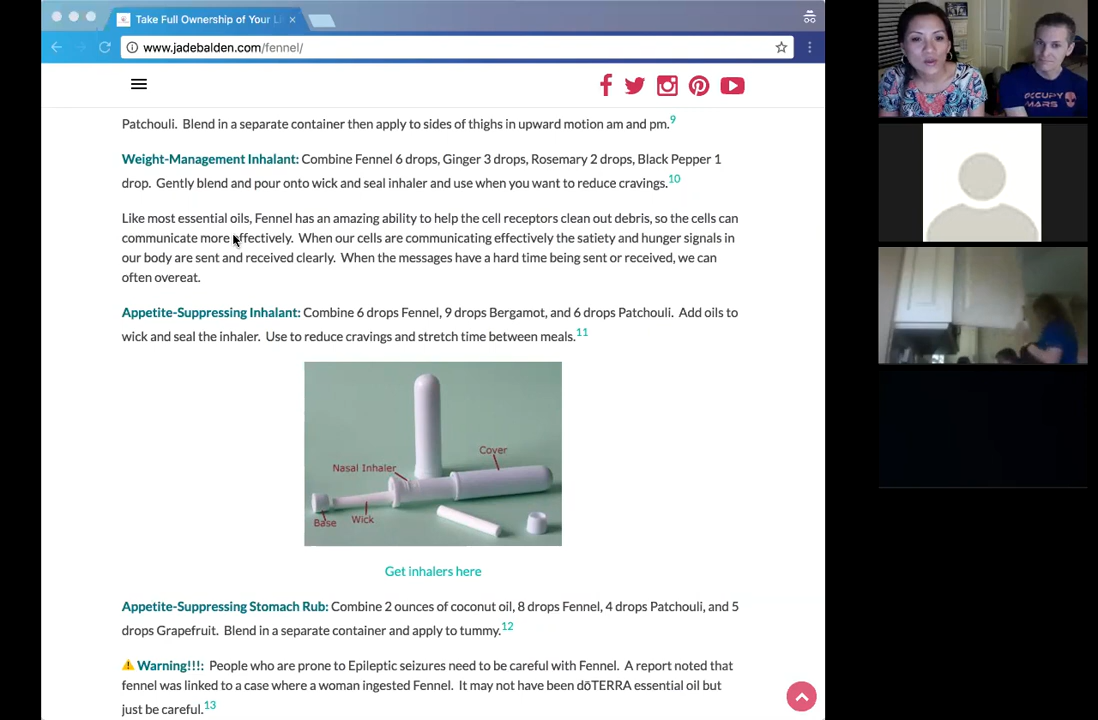 Take Full Ownership of Your Li
www.jadebalden.com/fennel/
Patchouli. Blend in a separate container then apply to sides of thighs in upward motion am and pm.9
Weight-Management Inhalant: Combine Fennel 6 drops, Ginger 3 drops, Rosemary 2 drops, Black Pepper 1
drop. Gently blend and pour onto wick and seal inhaler and use when you want to reduce cravings.10
Like most essential oils, Fennel has an amazing ability to help the cell receptors clean out debris, so the cells can
communicate more effectively. When our cells are communicating effectively the satiety and hunger signals in
our body are sent and received clearly. When the messages have a hard time being sent or received, we can
often overeat.
Appetite-Suppressing Inhalant: Combine 6 drops Fennel, 9 drops Bergamot, and 6 drops Patchouli. Add oils to
wick and seal the inhaler. Use to reduce cravings and stretch time between meals.11
Cover
Nasal Inhaler
Base
Wick
Get inhalers here
Appetite-Suppressing Stomach Rub: Combine 2 ounces of coconut oil, 8 drops Fennel, 4 drops Patchouli, and 5
drops Grapefruit. Blend in a separate container and apply to tummy.12
Warning!!!: People who are prone to Epileptic seizures need to be careful with Fennel. A report noted that
fennel was linked to a case where a woman ingested Fennel. It may not have been dōTERRA essential oil but
just be careful.13
OCCUPY
MARS